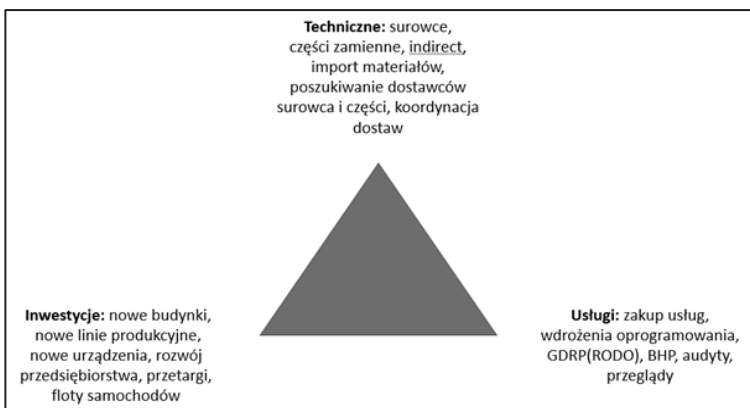 Techniczne: surowce,
części zamienne, indirect,
import materiałów,
poszukiwanie dostawców
surowca i części, koordynacja
dostaw
Inwestycje: nowe budynki,
nowe linie produkcyjne,
nowe urządzenia, rozwój
przedsiębiorstwa, przetargi,
floty samochodów
Usługi: zakup usług,
wdrożenia oprogramowania,
GDRP(RODO), BHP, audyty,
przeglądy